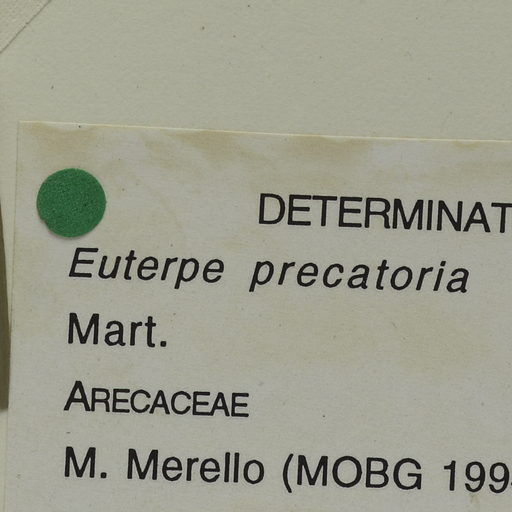 DETERMINAT
Euterpe precatoria
Mart.
ARECACEAE
M. Merello (MOBG 199